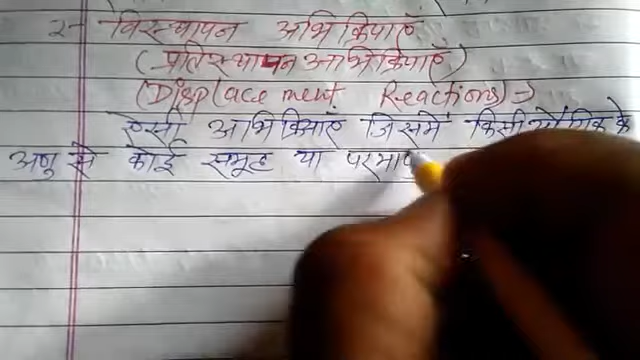 2- विस्थापन अभिक्रियाएँ
(प्रतिस्थापन अभिक्रियाएँ)
(Displacement Reactions)⇒
ऐसी अभिक्रियाएँ जिसमें किसी यौगिक के
अणु से कोई समूह या परमाणु